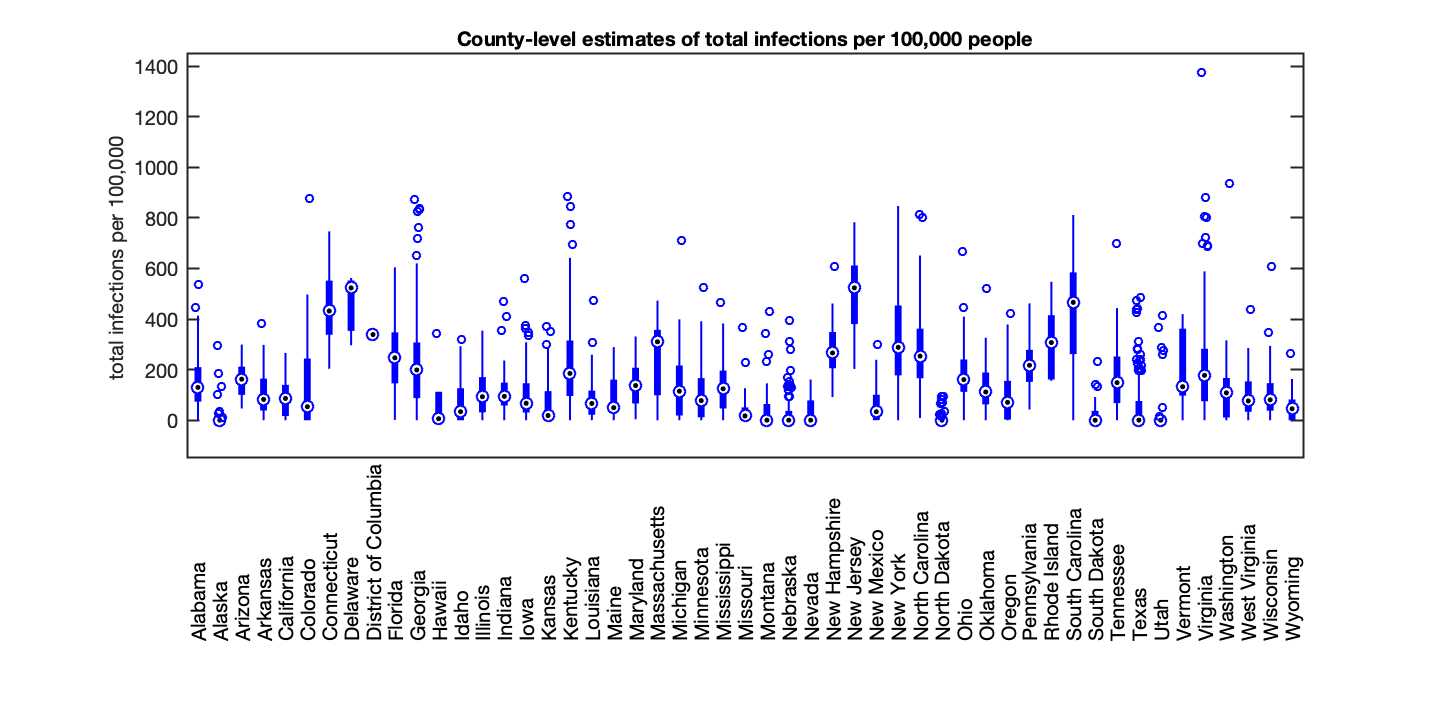 County-level estimates of total infections per 100,000 people
total infections per 100,000
1400
1200
1000
800
600
400
200
0
Alabama
Alaska
Arizona
Arkansas
California
Colorado
Connecticut
Delaware
District of Columbia
Florida
Georgia
Hawaii
Idaho
Illinois
Indiana
Iowa
Kansas
Kentucky
Louisiana
Maine
Maryland
Massachusetts
Michigan
Minnesota
Mississippi
Missouri
Montana
Nebraska
Nevada
New Hampshire
New Jersey
New Mexico
New York
North Carolina
North Dakota
Ohio
Oklahoma
Oregon
Pennsylvania
Rhode Island
South Carolina
South Dakota
Tennessee
Texas
Utah
Vermont
Virginia
Washington
West Virginia
Wisconsin
Wyoming